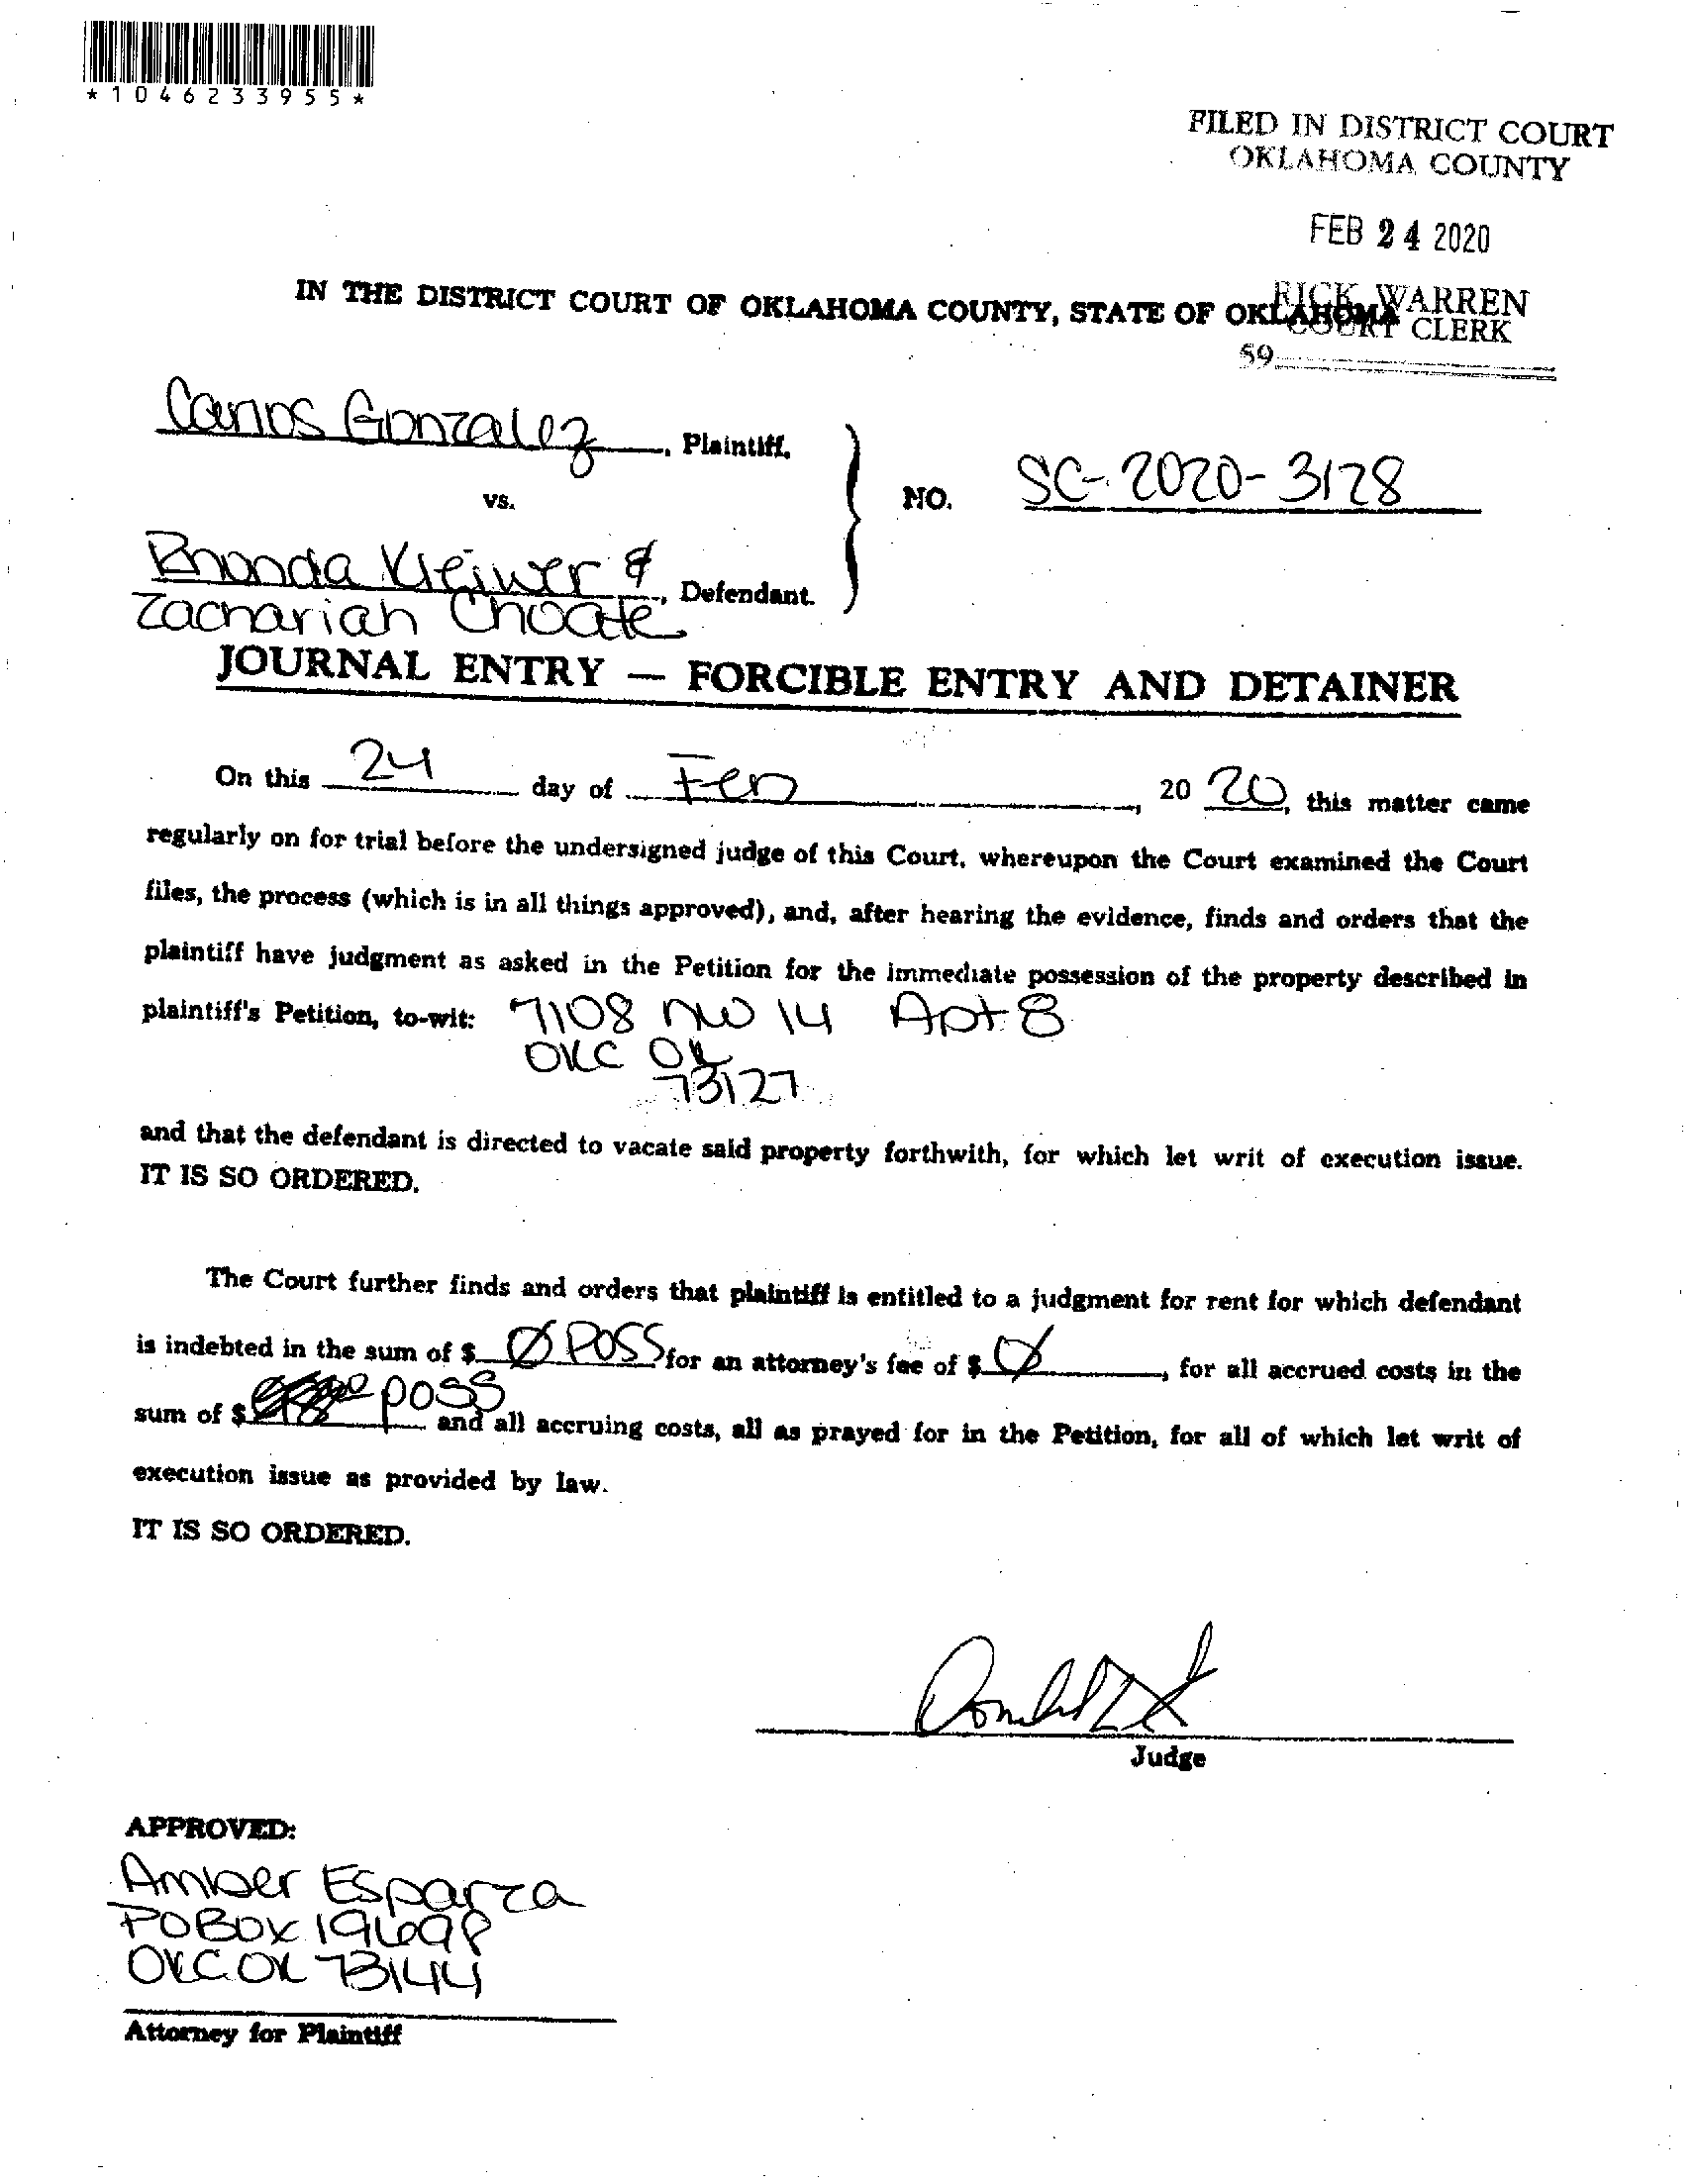 *1046233955*
FILED IN DISTRICT COURT
OKLAHOMA COUNTY
FEB 24 2020
RICK WARREN
COURT CLERK
59
IN THE DISTRICT COURT OF OKLAHOMA COUNTY, STATE OF OKLAHOMA
Carlos Gonzalez, Plaintiff,
vs.
NO. SC-2020-3128
Rhonda Kleiwer &, Defendant.
Zachariah Choate
JOURNAL ENTRY — FORCIBLE ENTRY AND DETAINER
On this 24 day of Feb, 20 20, this matter came
regularly on for trial before the undersigned judge of this Court, whereupon the Court examined the Court
files, the process (which is in all things approved), and, after hearing the evidence, finds and orders that the
plaintiff have judgment as asked in the Petition for the immediate possession of the property described in
plaintiff's Petition, to-wit: 7108 NW 14 Apt 8
OKC OK
73127
and that the defendant is directed to vacate said property forthwith, for which let writ of execution issue.
IT IS SO ORDERED.
The Court further finds and orders that plaintiff is entitled to a judgment for rent for which defendant
is indebted in the sum of $ Ø POSS for an attorney's fee of $ Ø, for all accrued costs in the
sum of $ poss and all accruing costs, all as prayed for in the Petition, for all of which let writ of
execution issue as provided by law.
IT IS SO ORDERED.
Judge
APPROVED:
Amber Esparza
PO BOX 19698
OKC OK 73144
Attorney for Plaintiff